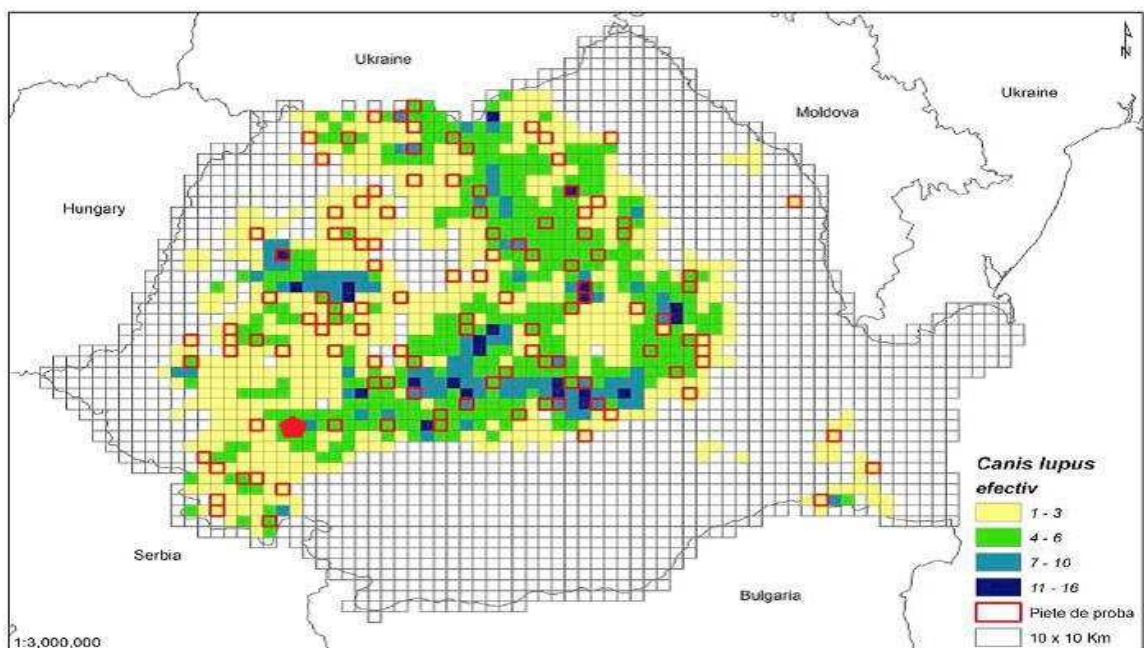 Ukraine
Moldova
Ukraine
Hungary
Serbia
Bulgaria
N
Canis lupus
efectiv
1 - 3
4 - 6
7 - 10
11 - 16
Piete de proba
10 x 10 Km
1:3,000,000